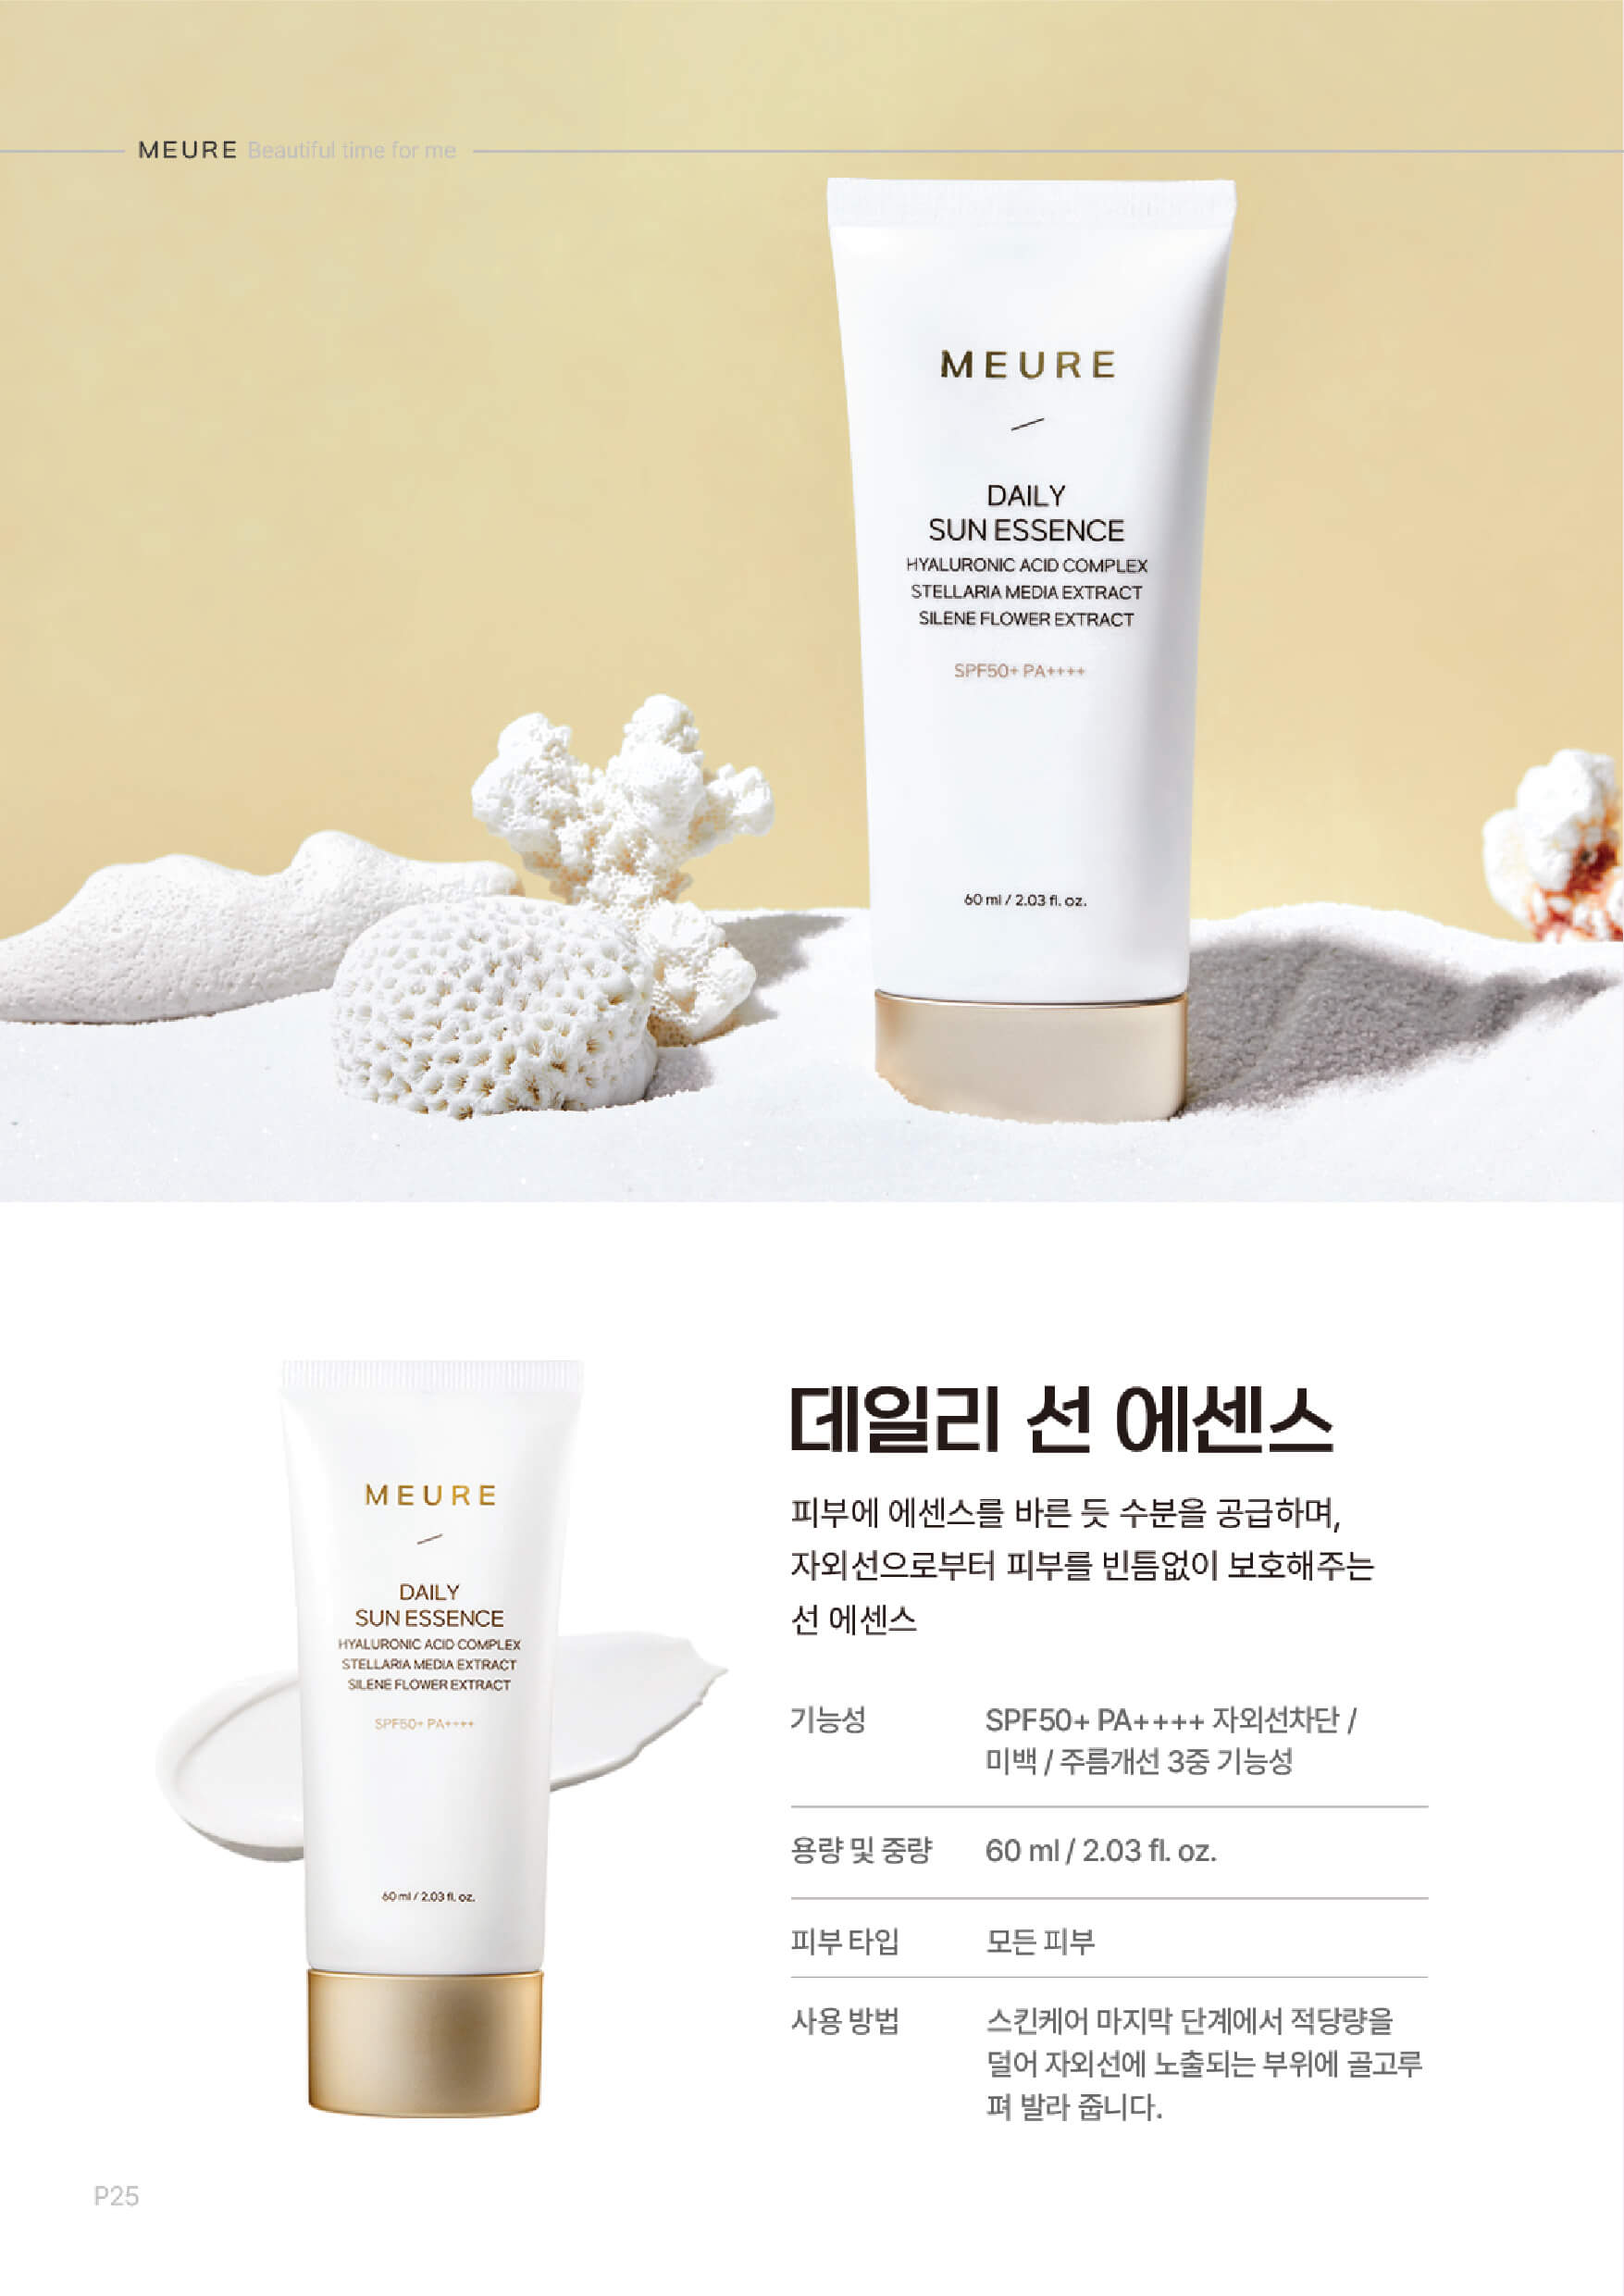 MEURE Beautiful time for me
MEURE
DAILY
SUN ESSENCE
HYALURONIC ACID COMPLEX
STELLARIA MEDIA EXTRACT
SILENE FLOWER EXTRACT
SPF50+ PA++++
60 ml / 2.03 fl. oz.
MEURE
DAILY
SUN ESSENCE
HYALURONIC ACID COMPLEX
STELLARIA MEDIA EXTRACT
SILENE FLOWER EXTRACT
SPF50+ PA++++
60 ml / 2.03 fl. oz.
데일리 선 에센스
피부에 에센스를 바른 듯 수분을 공급하며,
자외선으로부터 피부를 빈틈없이 보호해주는
선 에센스
기능성 SPF50+ PA++++ 자외선차단 /
미백 / 주름개선 3중 기능성
용량 및 중량 60 ml / 2.03 fl. oz.
피부 타입 모든 피부
사용 방법 스킨케어 마지막 단계에서 적당량을
덜어 자외선에 노출되는 부위에 골고루
펴 발라 줍니다.
P25